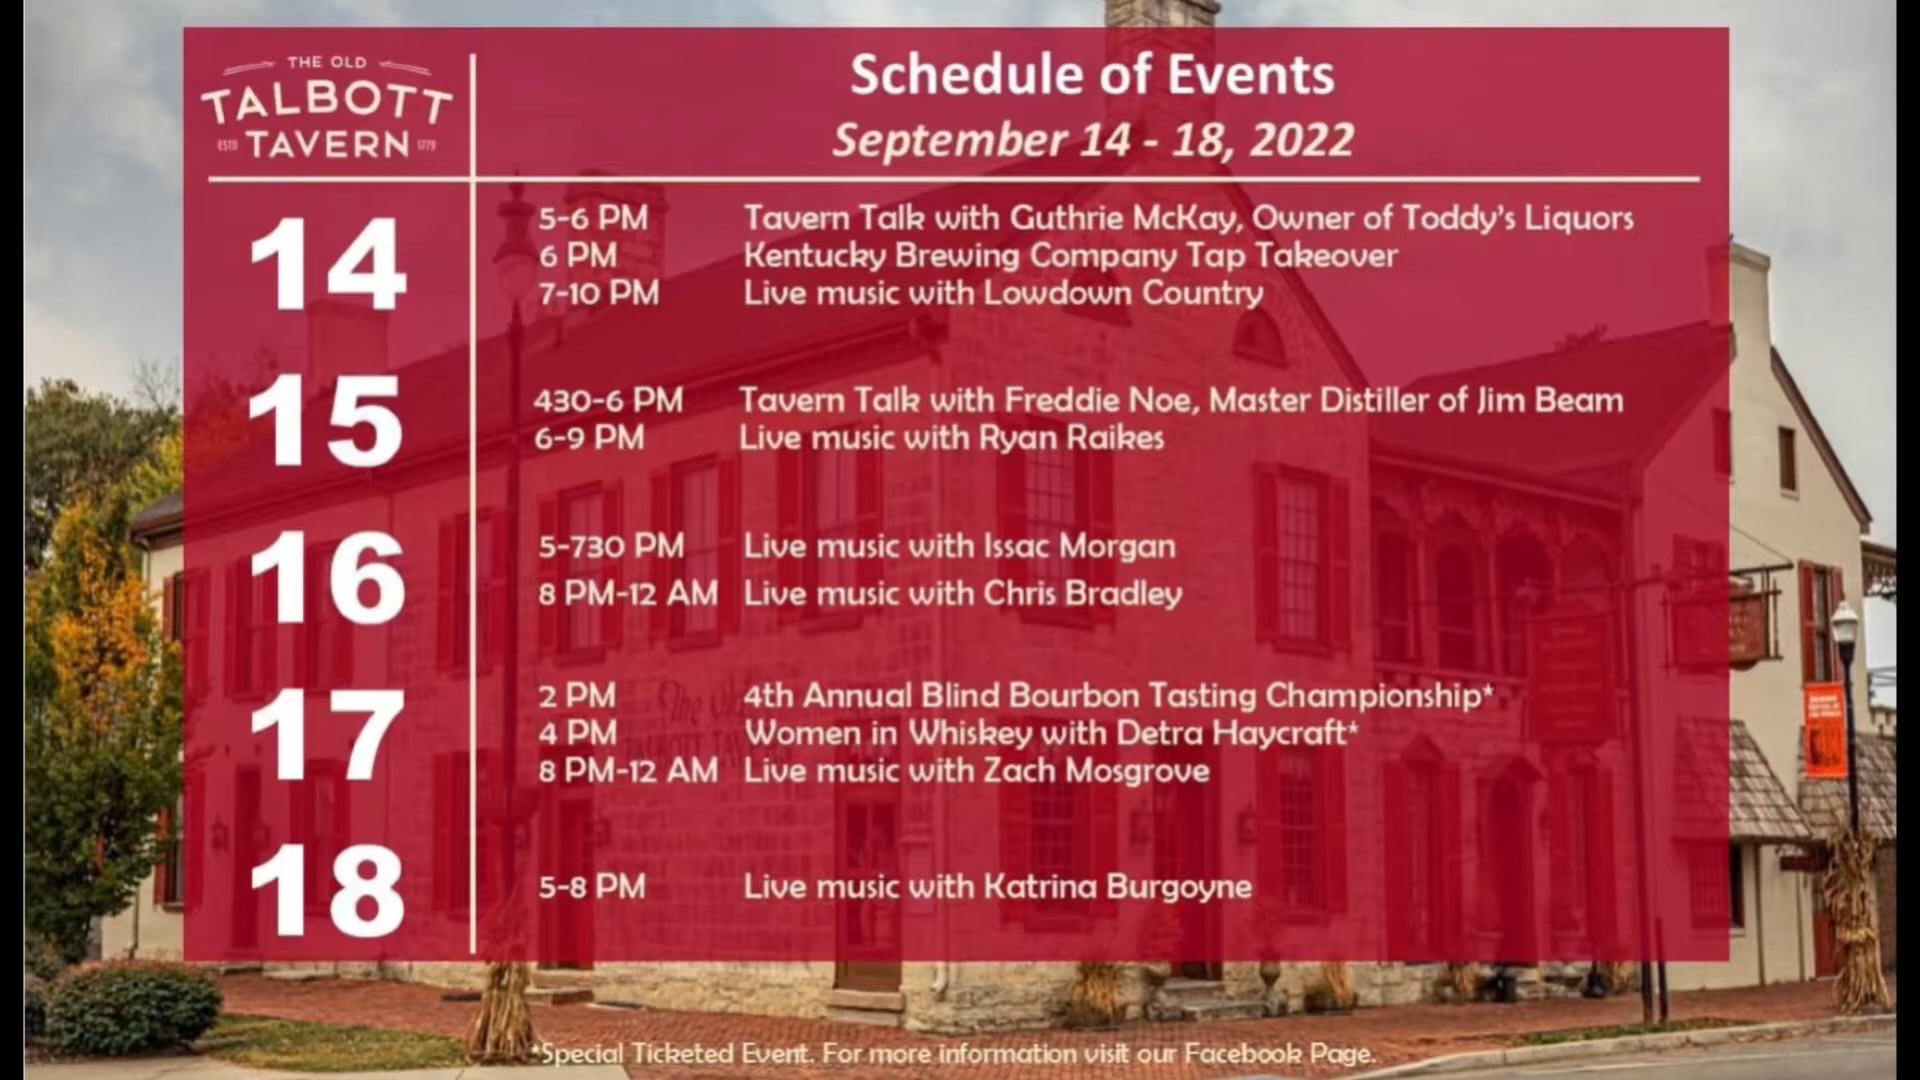 THE OLD
TALBOTT
ESTD TAVERN 1779
Schedule of Events
September 14 - 18, 2022
14
5-6 PM Tavern Talk with Guthrie McKay, Owner of Toddy's Liquors
6 PM Kentucky Brewing Company Tap Takeover
7-10 PM Live music with Lowdown Country
15
430-6 PM Tavern Talk with Freddie Noe, Master Distiller of Jim Beam
6-9 PM Live music with Ryan Raikes
16
5-730 PM Live music with Issac Morgan
8 PM-12 AM Live music with Chris Bradley
17
2 PM 4th Annual Blind Bourbon Tasting Championship*
4 PM Women in Whiskey with Detra Haycraft*
8 PM-12 AM Live music with Zach Mosgrove
18
5-8 PM Live music with Katrina Burgoyne
*Special Ticketed Event. For more information visit our Facebook Page.